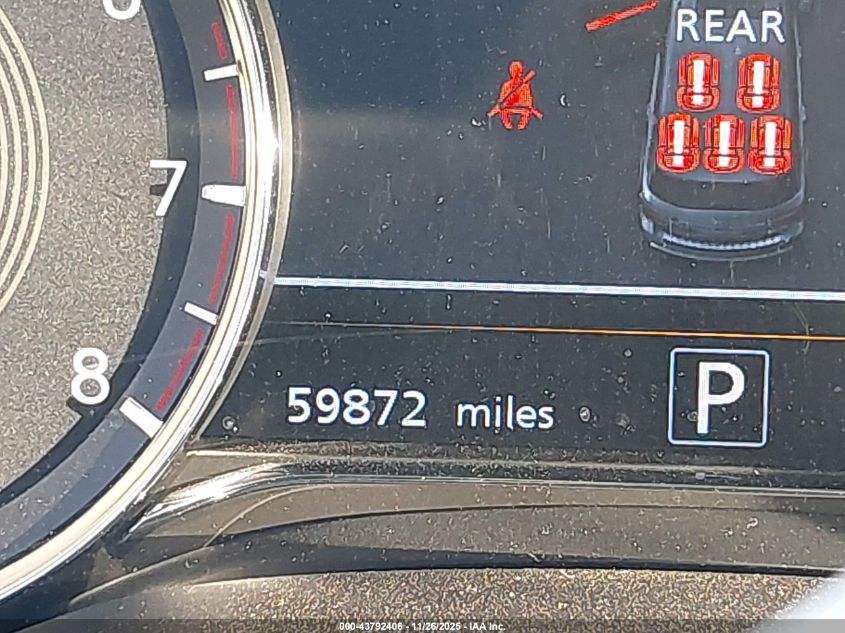 REAR
7
8
59872 miles
P
000-43792406 - 11/26/2025 - IAA Inc.